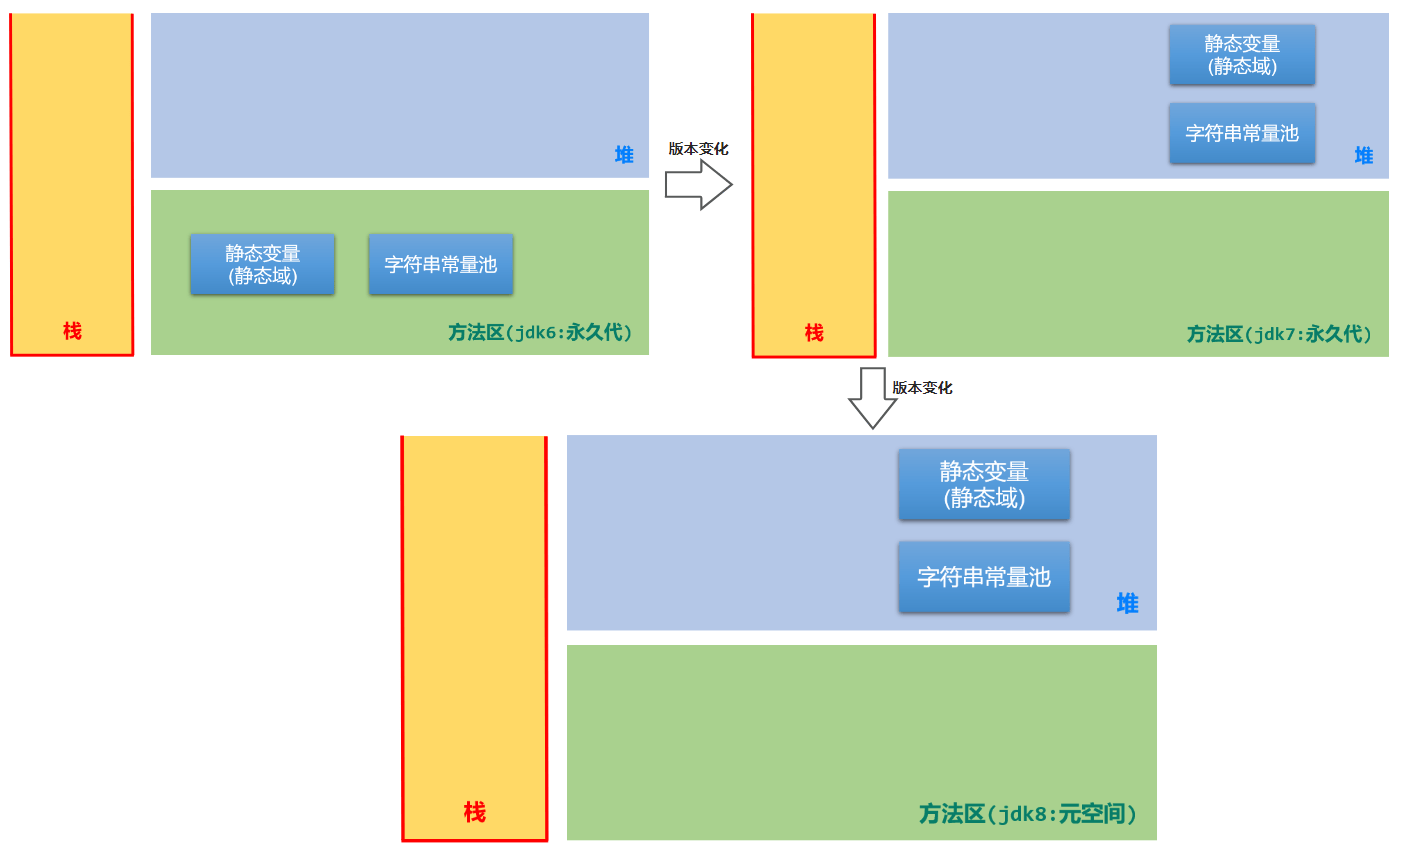 堆
静态变量
(静态域)
字符串常量池
栈
方法区(jdk6:永久代)
版本变化
静态变量
(静态域)
字符串常量池
堆
栈
方法区(jdk7:永久代)
版本变化
静态变量
(静态域)
字符串常量池
堆
栈
方法区(jdk8:元空间)